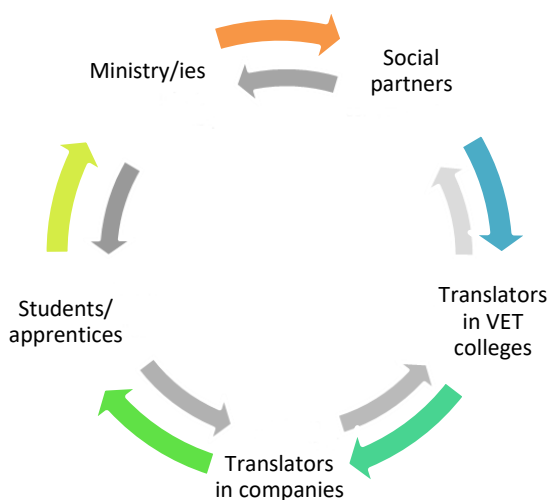 Ministry/ies
Social
partners
Translators
in VET
colleges
Translators
in companies
Students/
apprentices